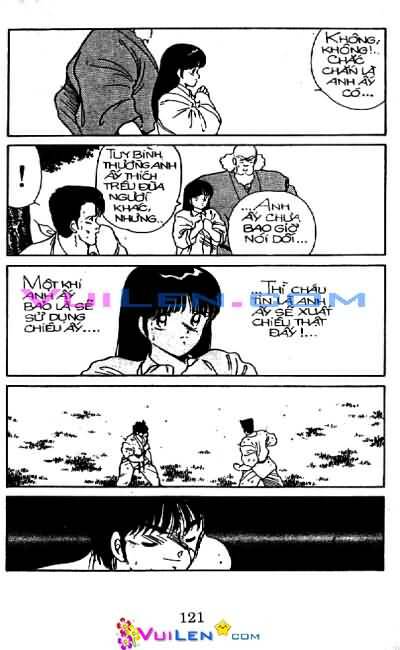 KHÔNG,
KHÔNG!..
CHẮC
CHẮN LÀ
ANH ẤY
CÓ...
TUY BÌNH
THƯỜNG ANH
ẤY THÍCH
TRÊU ĐÙA
NGƯỜI
KHÁC,
NHƯNG..
!
...ANH
ẤY CHƯA
BAO GIỜ
NÓI DỐI...
MỘT KHI
ANH ẤY
BẢO LÀ SẼ
SỬ DỤNG
CHIÊU ẤY....
...THÌ CHÁU
TIN LÀ ANH
ẤY SẼ XUẤT
CHIÊU THẬT
ĐẤY!...
VUILEN.COM
121
VUILEN.COM